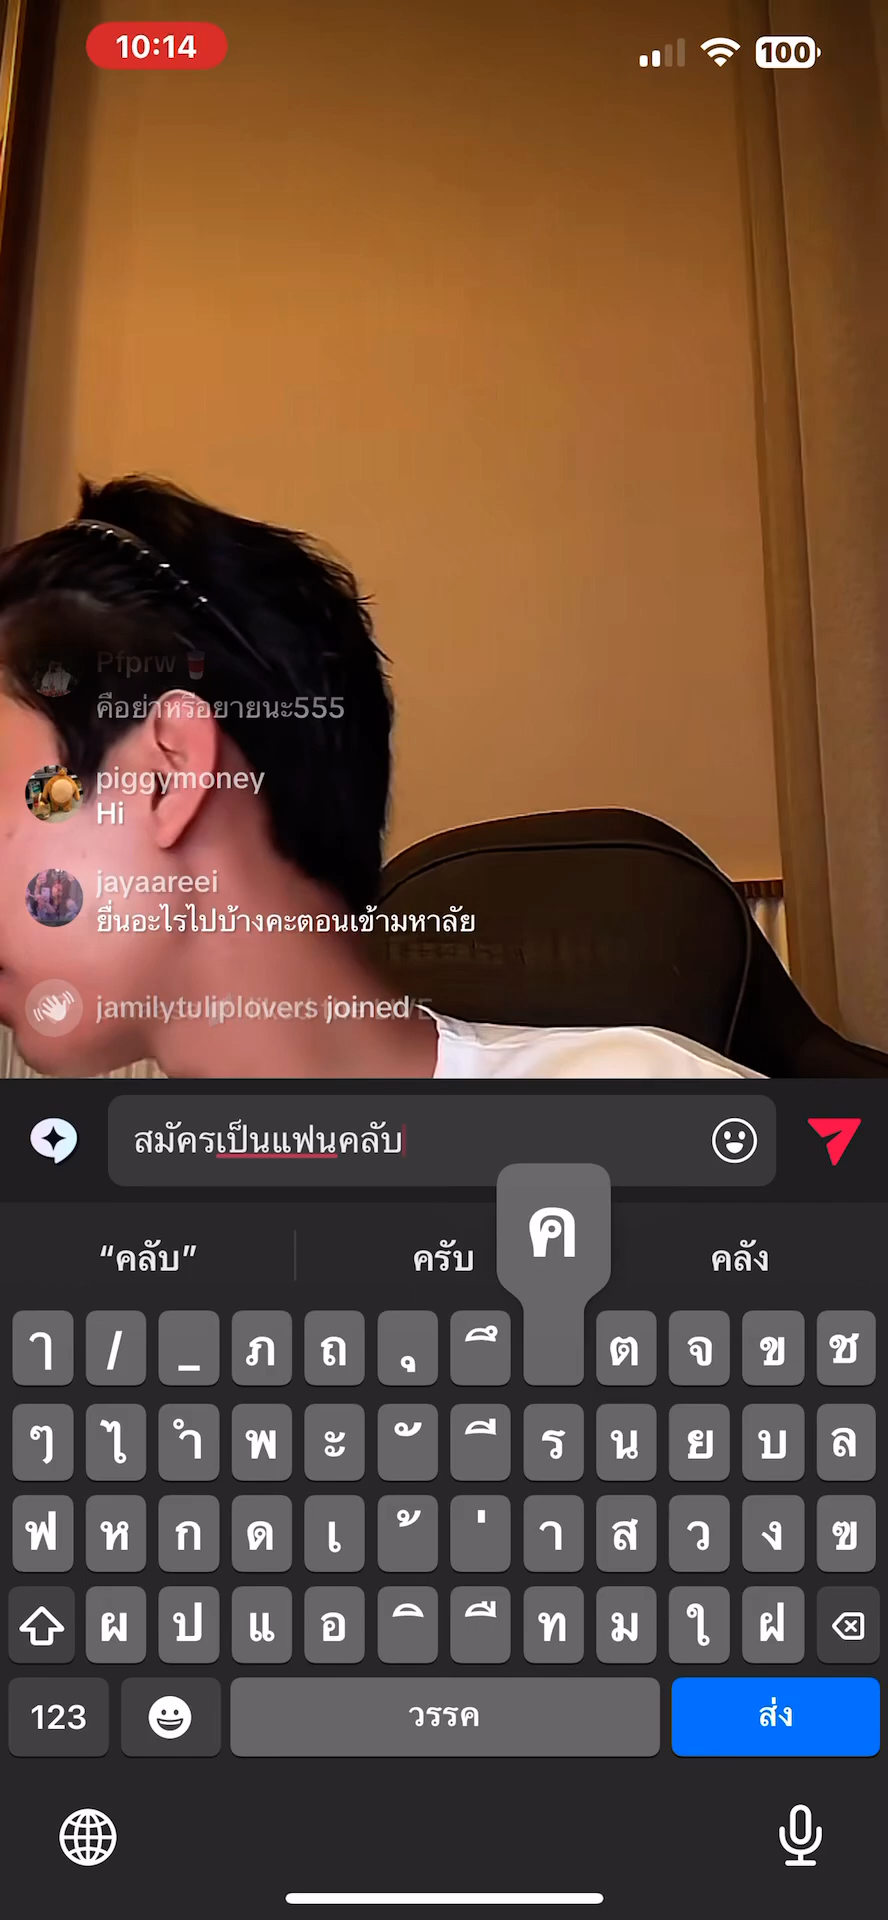 10:14
100
Pfprw
คืออย่าหรือยายนะ555
piggymoney
Hi
jayaareei
ยื่นอะไรไปบ้างคะตอนเข้ามหาลัย
jamilytuliplovers joined
สมัครเป็นแฟนคลับ
“คลับ” ครับ คลัง
ค
ๅ / _ ภ ถ ุ ึ ต จ ข ช
ๆ ไ ำ พ ะ ั ี ร น ย บ ล
ฟ ห ก ด เ ้ ่ า ส ว ง ฃ
ผ ป แ อ ิ ื ท ม ใ ฝ
123 วรรค ส่ง